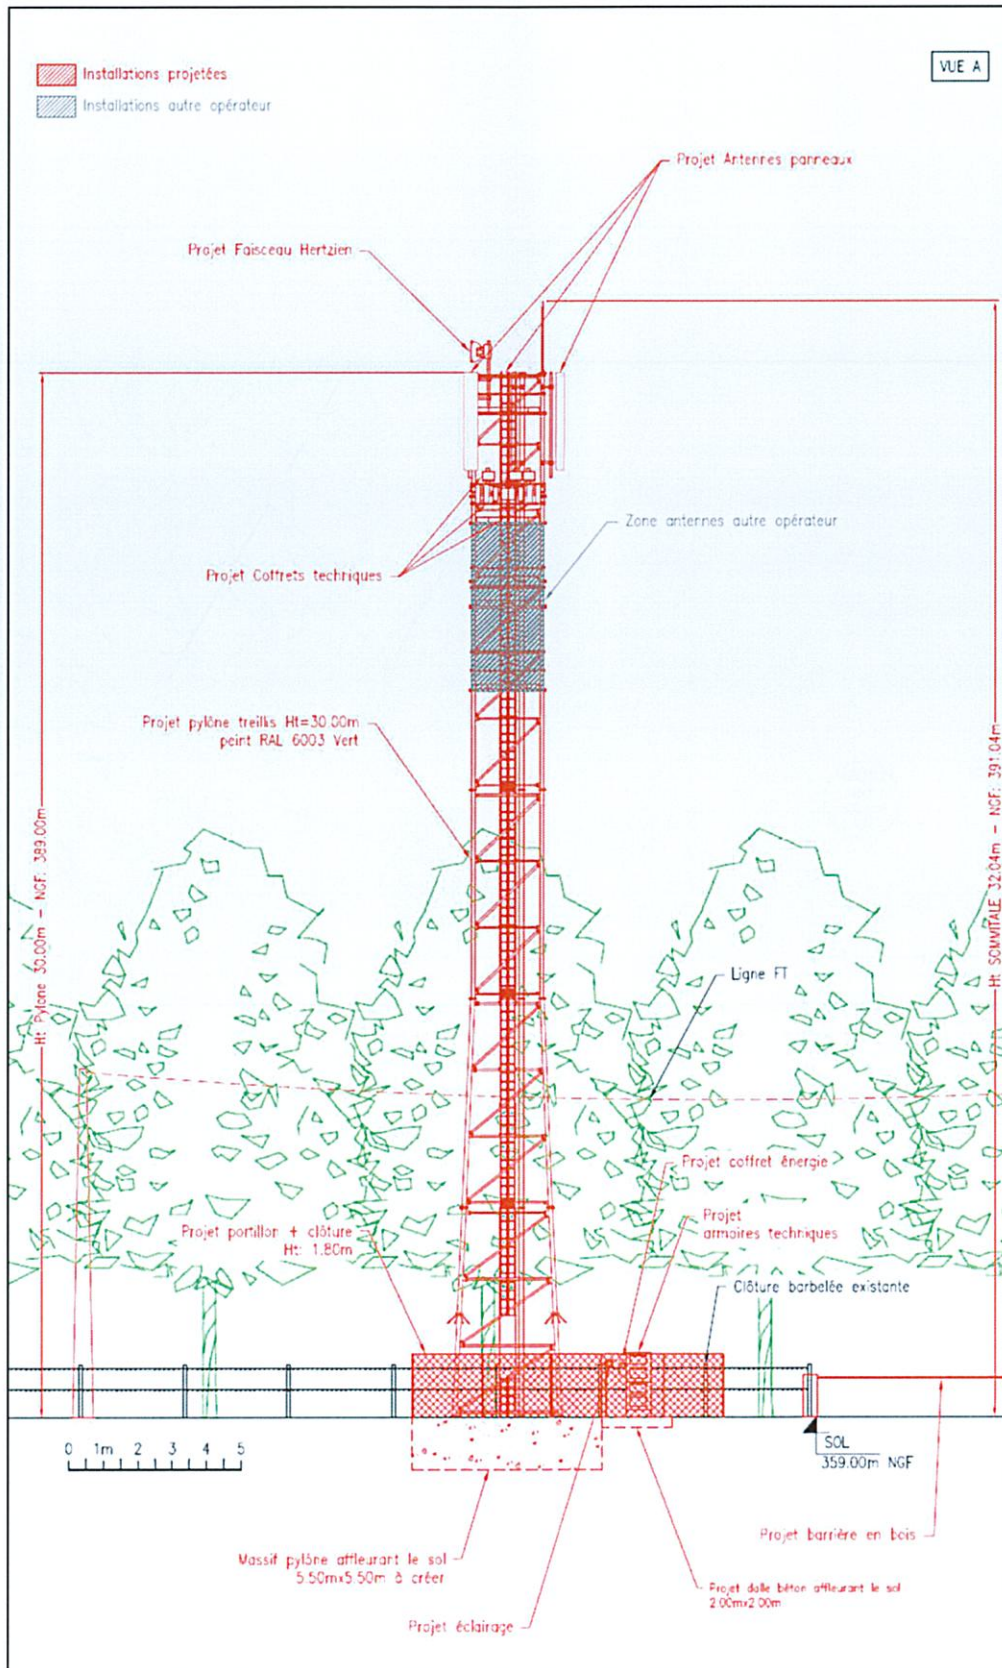 Installations projetées
VUE A
Installations autre opérateur
Projet Antennes panneaux
Projet Faisceau Hertzien
Zone antennes autre opérateur
Projet Coffrets techniques
Projet pylône treillis Ht=30.00m
peint RAL 6003 Vert
Ht Pylone 30.00m - NGF: 389.00m
Ht SOMMITALE 32.04m - NGF: 391.04m
Ligne FT
Projet coffret énergie
Projet portillon + clôture
Ht: 1.80m
Projet
armoires techniques
Clôture barbelée existante
0 1m 2 3 4 5
SOL
359.00m NGF
Projet barrière en bois
Massif pylône affleurant le sol
5.50mx5.50m à créer
Projet dalle béton affleurant le sol
2.00mx2.00m
Projet éclairage